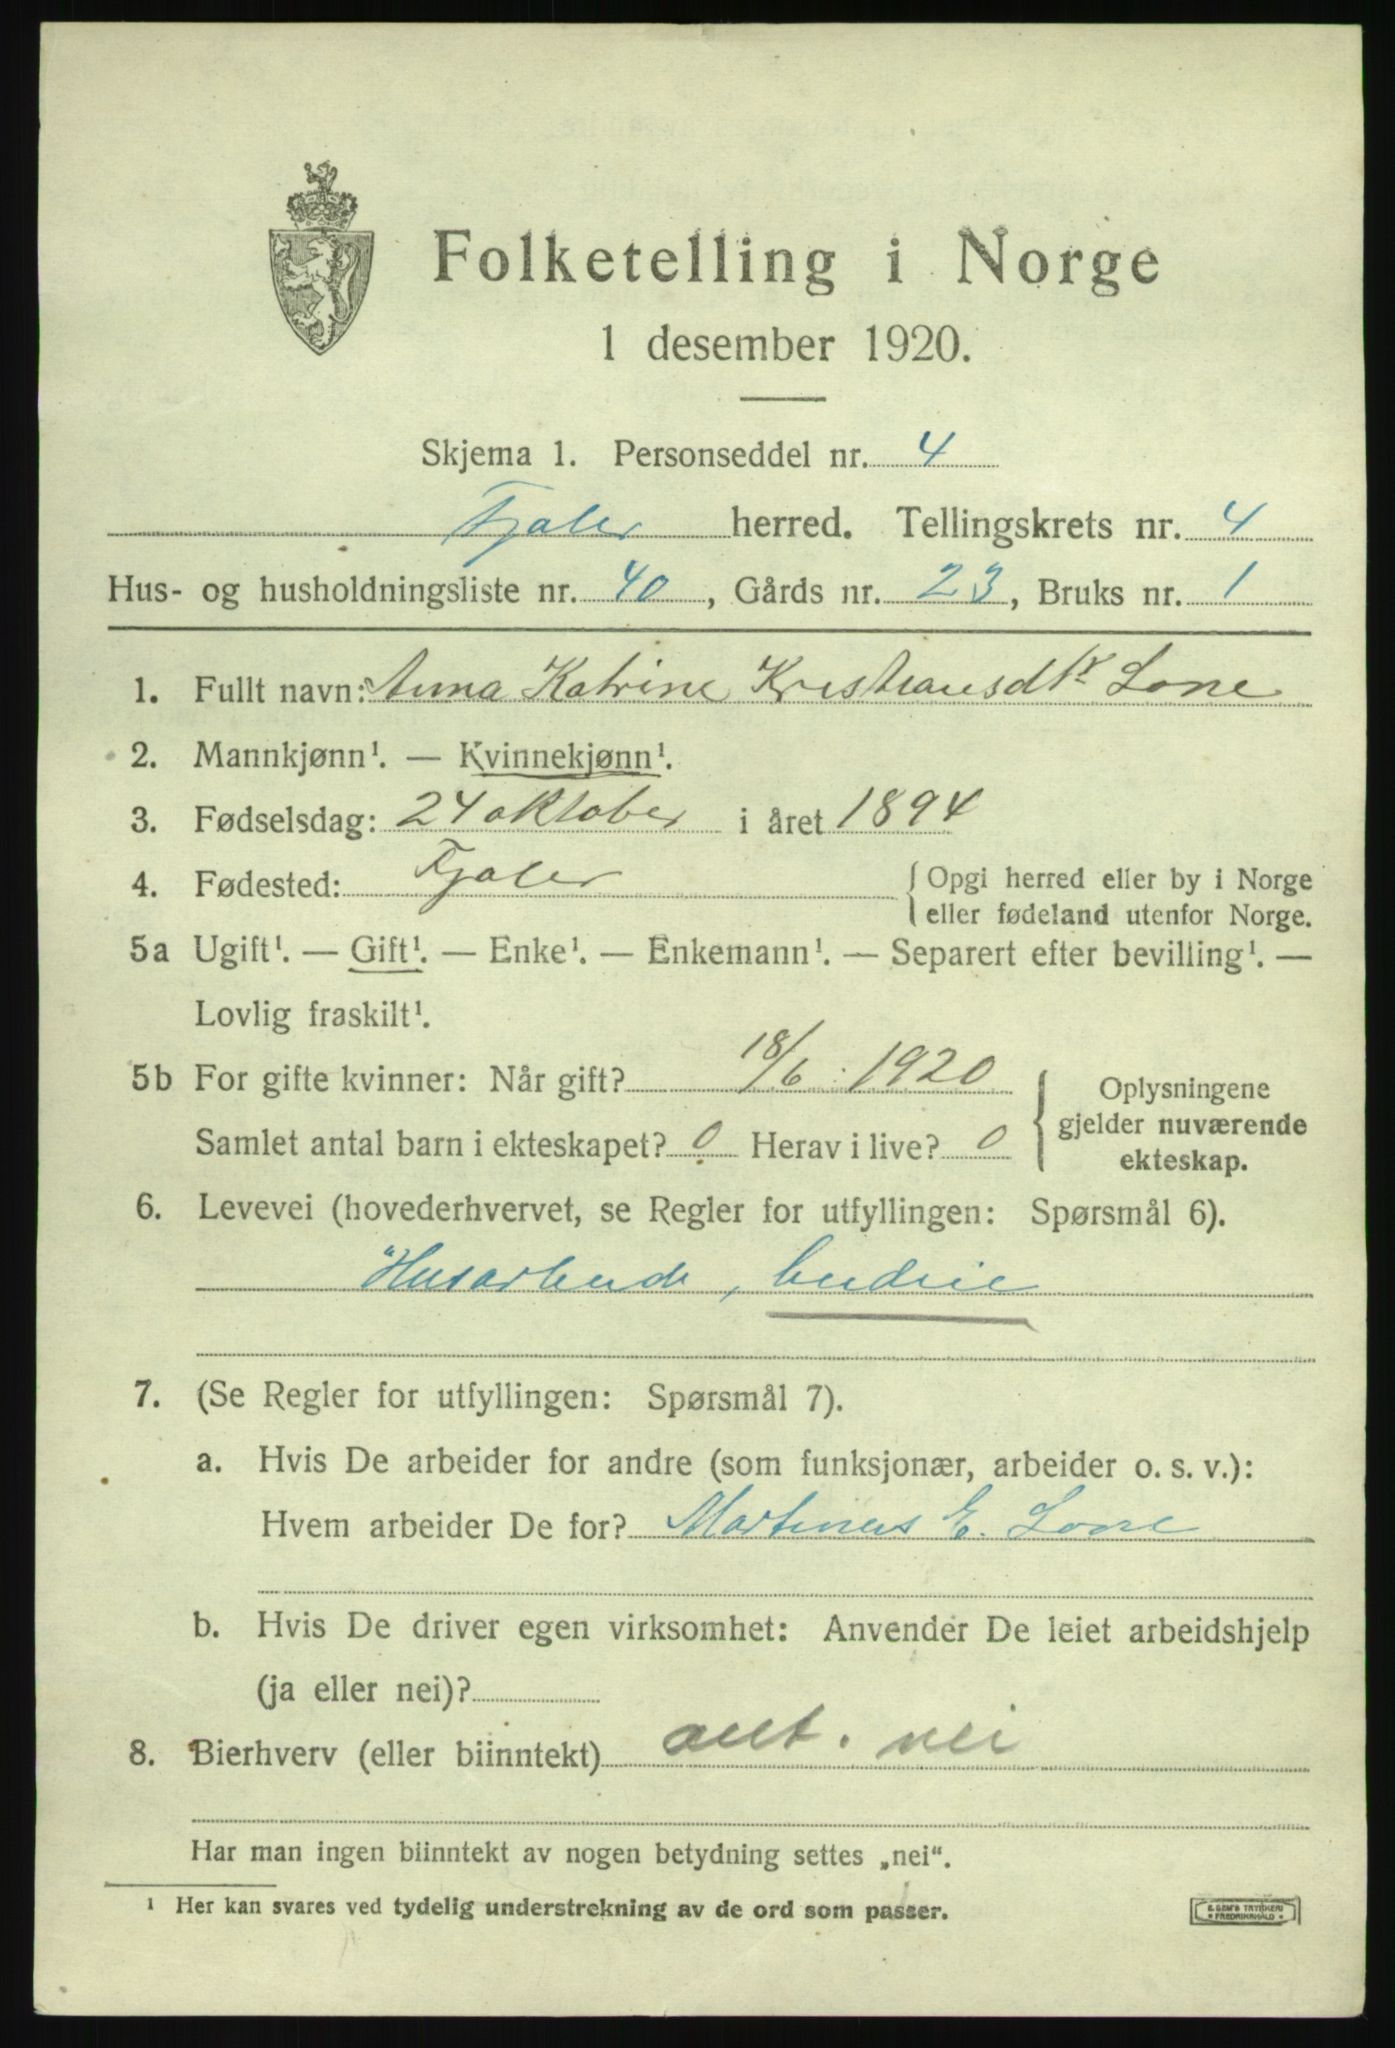 Folketelling i Norge
1 desember 1920.
Skjema 1. Personseddel nr. 4
Fjaler herred. Tellingskrets nr. 4
Hus- og husholdningsliste nr. 40, Gårds nr. 23, Bruks nr. 1
1. Fullt navn: Anna Katrine Kristiansdtr Lone
2. Mannkjønn¹. — Kvinnekjønn¹.
3. Fødselsdag: 24 oktober i året 1894
4. Fødested: Fjaler { Opgi herred eller by i Norge
eller fødeland utenfor Norge.
5a Ugift¹. — Gift¹. — Enke¹. — Enkemann¹. — Separert efter bevilling¹. —
Lovlig fraskilt¹.
5b For gifte kvinner: Når gift? 18/6. 1920
Samlet antal barn i ekteskapet? 0 Herav i live? 0
Oplysningene
gjelder nuværende
ekteskap.
6. Levevei (hovederhvervet, se Regler for utfyllingen: Spørsmål 6).
Husarbeide,
7. (Se Regler for utfyllingen: Spørsmål 7).
a. Hvis De arbeider for andre (som funksjonær, arbeider o. s. v.):
Hvem arbeider De for? Martinus E. Lone
b. Hvis De driver egen virksomhet: Anvender De leiet arbeidshjelp
(ja eller nei)?
8. Bierhverv (eller biinntekt) ant. nei
Har man ingen biinntekt av nogen betydning settes „nei“.
¹ Her kan svares ved tydelig understrekning av de ord som passer.